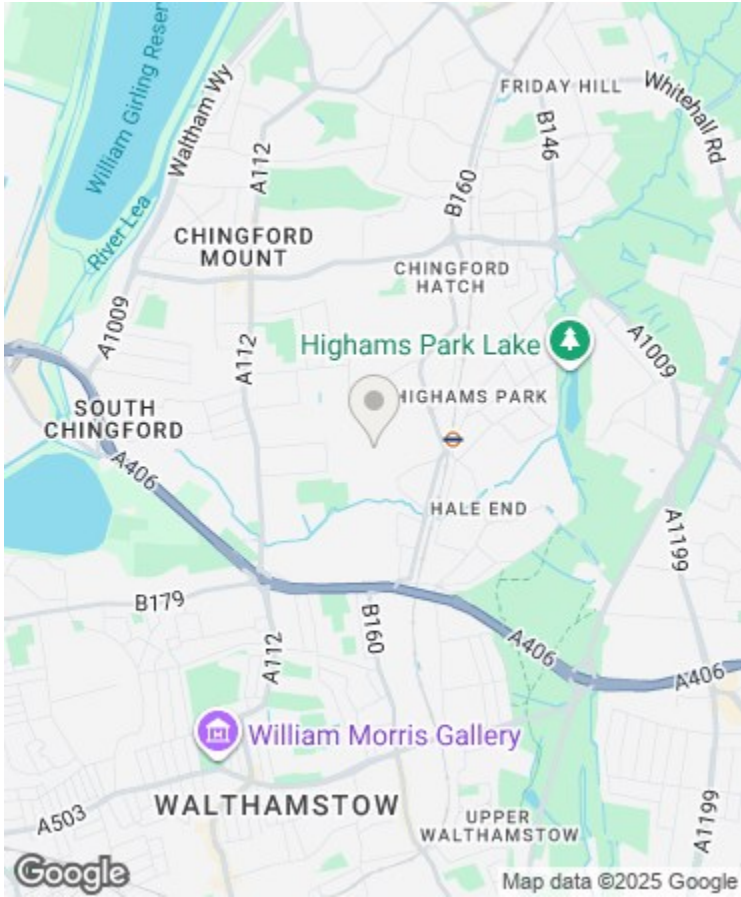 William Girling Reser
Waltham Wy
FRIDAY HILL
Whitehall Rd
B146
A112
B160
River Lea
CHINGFORD
MOUNT
CHINGFORD
HATCH
A1009
A112
Highams Park Lake
A1009
HIGHAMS PARK
SOUTH
CHINGFORD
A406
HALE END
A1199
B179
B160
A112
A406
A406
William Morris Gallery
WALTHAMSTOW
A503
UPPER
WALTHAMSTOW
A1199
Google
Map data ©2025 Google